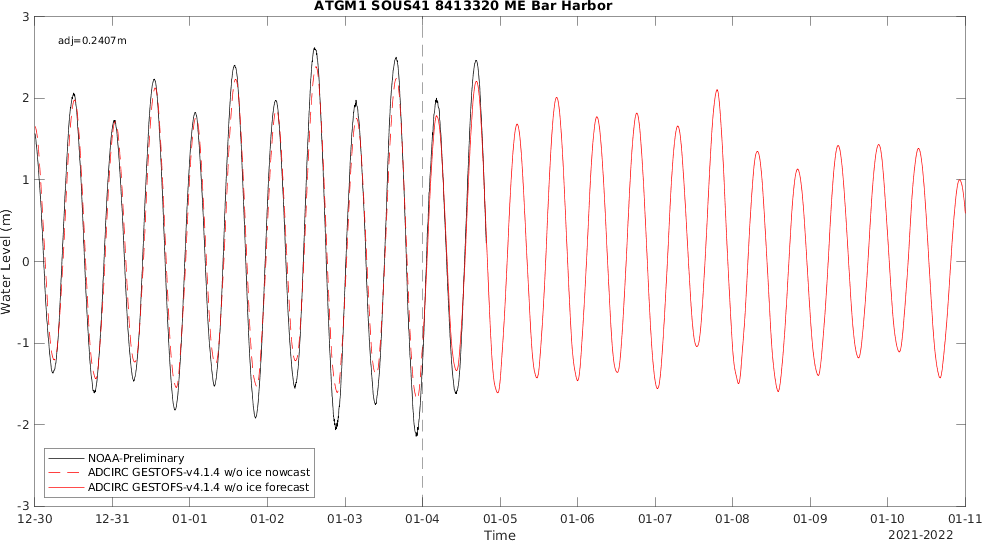 ATGM1 SOUS41 8413320 ME Bar Harbor
3
adj=0.2407m
2
1
0
-1
-2
-3
Water Level (m)
NOAA-Preliminary
ADCIRC GESTOFS-v4.1.4 w/o ice nowcast
ADCIRC GESTOFS-v4.1.4 w/o ice forecast
12-30 12-31 01-01 01-02 01-03 01-04 01-05 01-06 01-07 01-08 01-09 01-10 01-11
Time
2021-2022